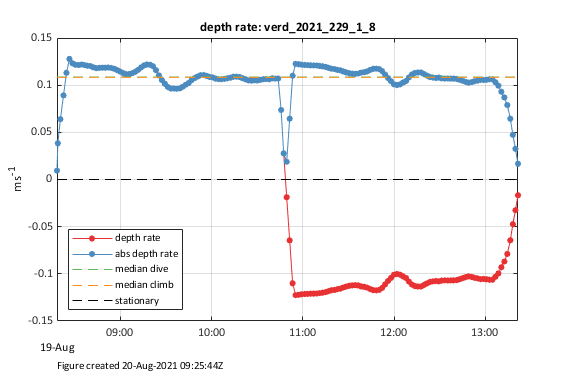 depth rate: verd_2021_229_1_8
0.15
0.1
0.05
0
-0.05
-0.1
-0.15
ms-1
depth rate
abs depth rate
median dive
median climb
stationary
09:00 10:00 11:00 12:00 13:00
19-Aug
Figure created 20-Aug-2021 09:25:44Z